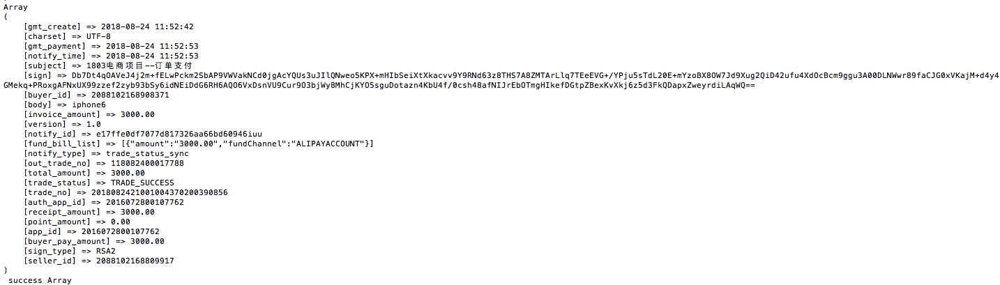 Array
(
[gmt_create] => 2018-08-24 11:52:42
[charset] => UTF-8
[gmt_payment] => 2018-08-24 11:52:53
[notify_time] => 2018-08-24 11:52:53
[subject] => 1803电商项目--订单支付
[sign] => Db7Dt4qOAVeJ4j2m+fELwPckm2SbAP9VWVakNCd0jgAcYQUs3uJIlQNweo5KPX+mHIbSeiXtXkacvv9Y9RNd63z8THS7A8ZMTArLlq7TEeEVG+/YPju5sTdL20E+mYzoBX8OW7Jd9Xug2QiD42ufu4XdOcBcm9ggu3A00DLNWwr89faCJG0xVKajM+d4y4
GMekq+PRoxgAFNxUX99zzef2zyb93bSy6idNEiDdG6RH6AQO6VxDsnVU9Cur9O3bjWy8MhCjKYO5sguDotazn4KbU4f/0csh48afNIJrEbOTmgHIkefDGtpZBexKvXkj6z5d3FkQDapxZweyrdiLAqWQ==
[buyer_id] => 2088102168908371
[body] => iphone6
[invoice_amount] => 3000.00
[version] => 1.0
[notify_id] => e17ffe0df7077d817326aa66bd60946iuu
[fund_bill_list] => [{"amount":"3000.00","fundChannel":"ALIPAYACCOUNT"}]
[notify_type] => trade_status_sync
[out_trade_no] => 118082400017788
[total_amount] => 3000.00
[trade_status] => TRADE_SUCCESS
[trade_no] => 2018082421001004370200390856
[auth_app_id] => 2016072800107762
[receipt_amount] => 3000.00
[point_amount] => 0.00
[app_id] => 2016072800107762
[buyer_pay_amount] => 3000.00
[sign_type] => RSA2
[seller_id] => 2088102168809917
)
success Array